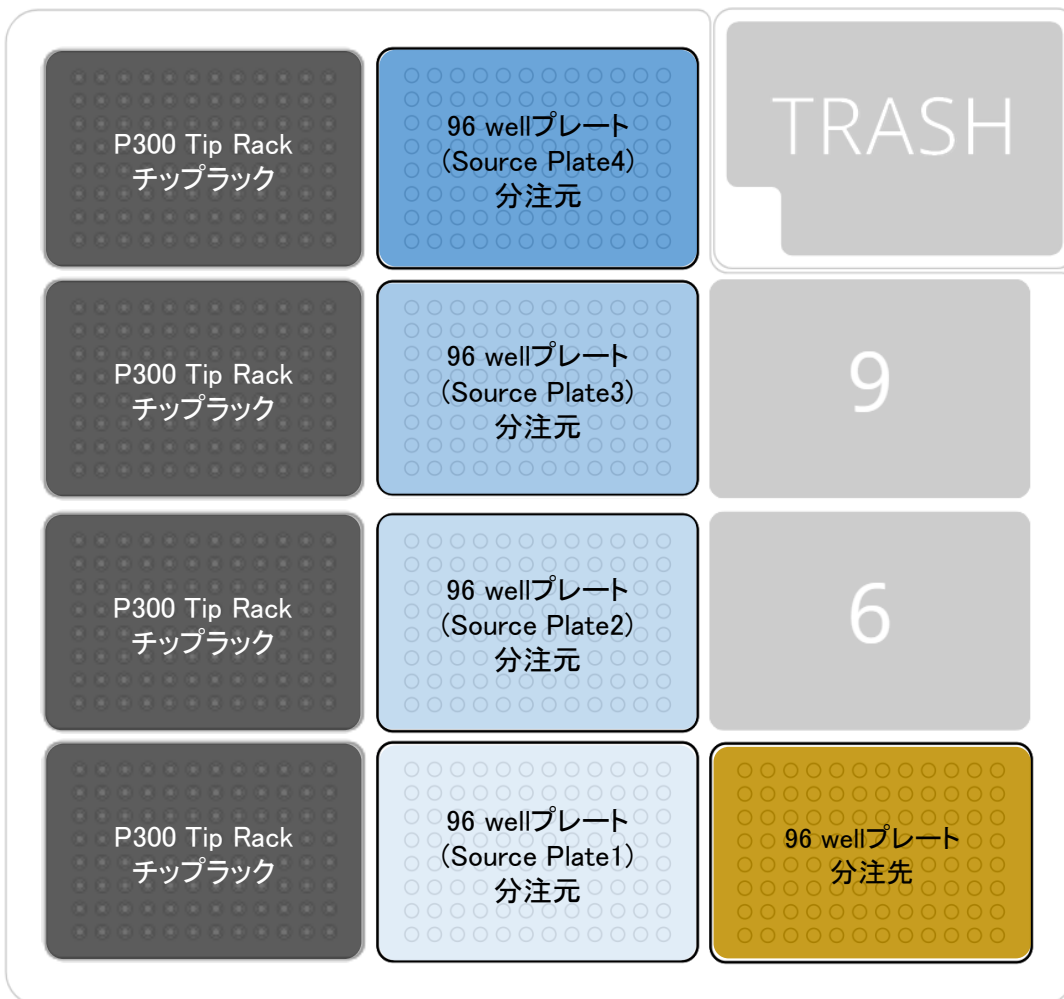 P300 Tip Rack
チップラック
96 wellプレート
(Source Plate4)
分注元
TRASH
P300 Tip Rack
チップラック
96 wellプレート
(Source Plate3)
分注元
9
P300 Tip Rack
チップラック
96 wellプレート
(Source Plate2)
分注元
6
P300 Tip Rack
チップラック
96 wellプレート
(Source Plate1)
分注元
96 wellプレート
分注先